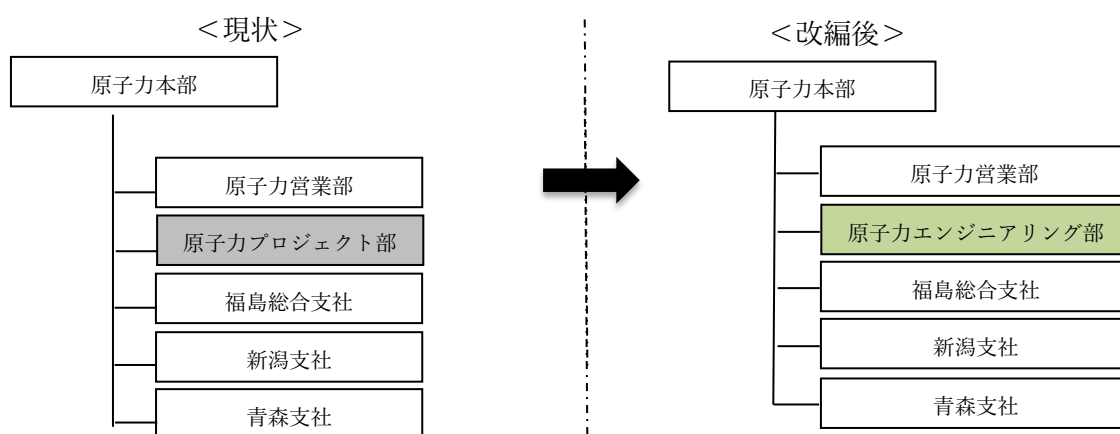 ＜現状＞
原子力本部
原子力営業部
原子力プロジェクト部
福島総合支社
新潟支社
青森支社
＜改編後＞
原子力本部
原子力営業部
原子力エンジニアリング部
福島総合支社
新潟支社
青森支社